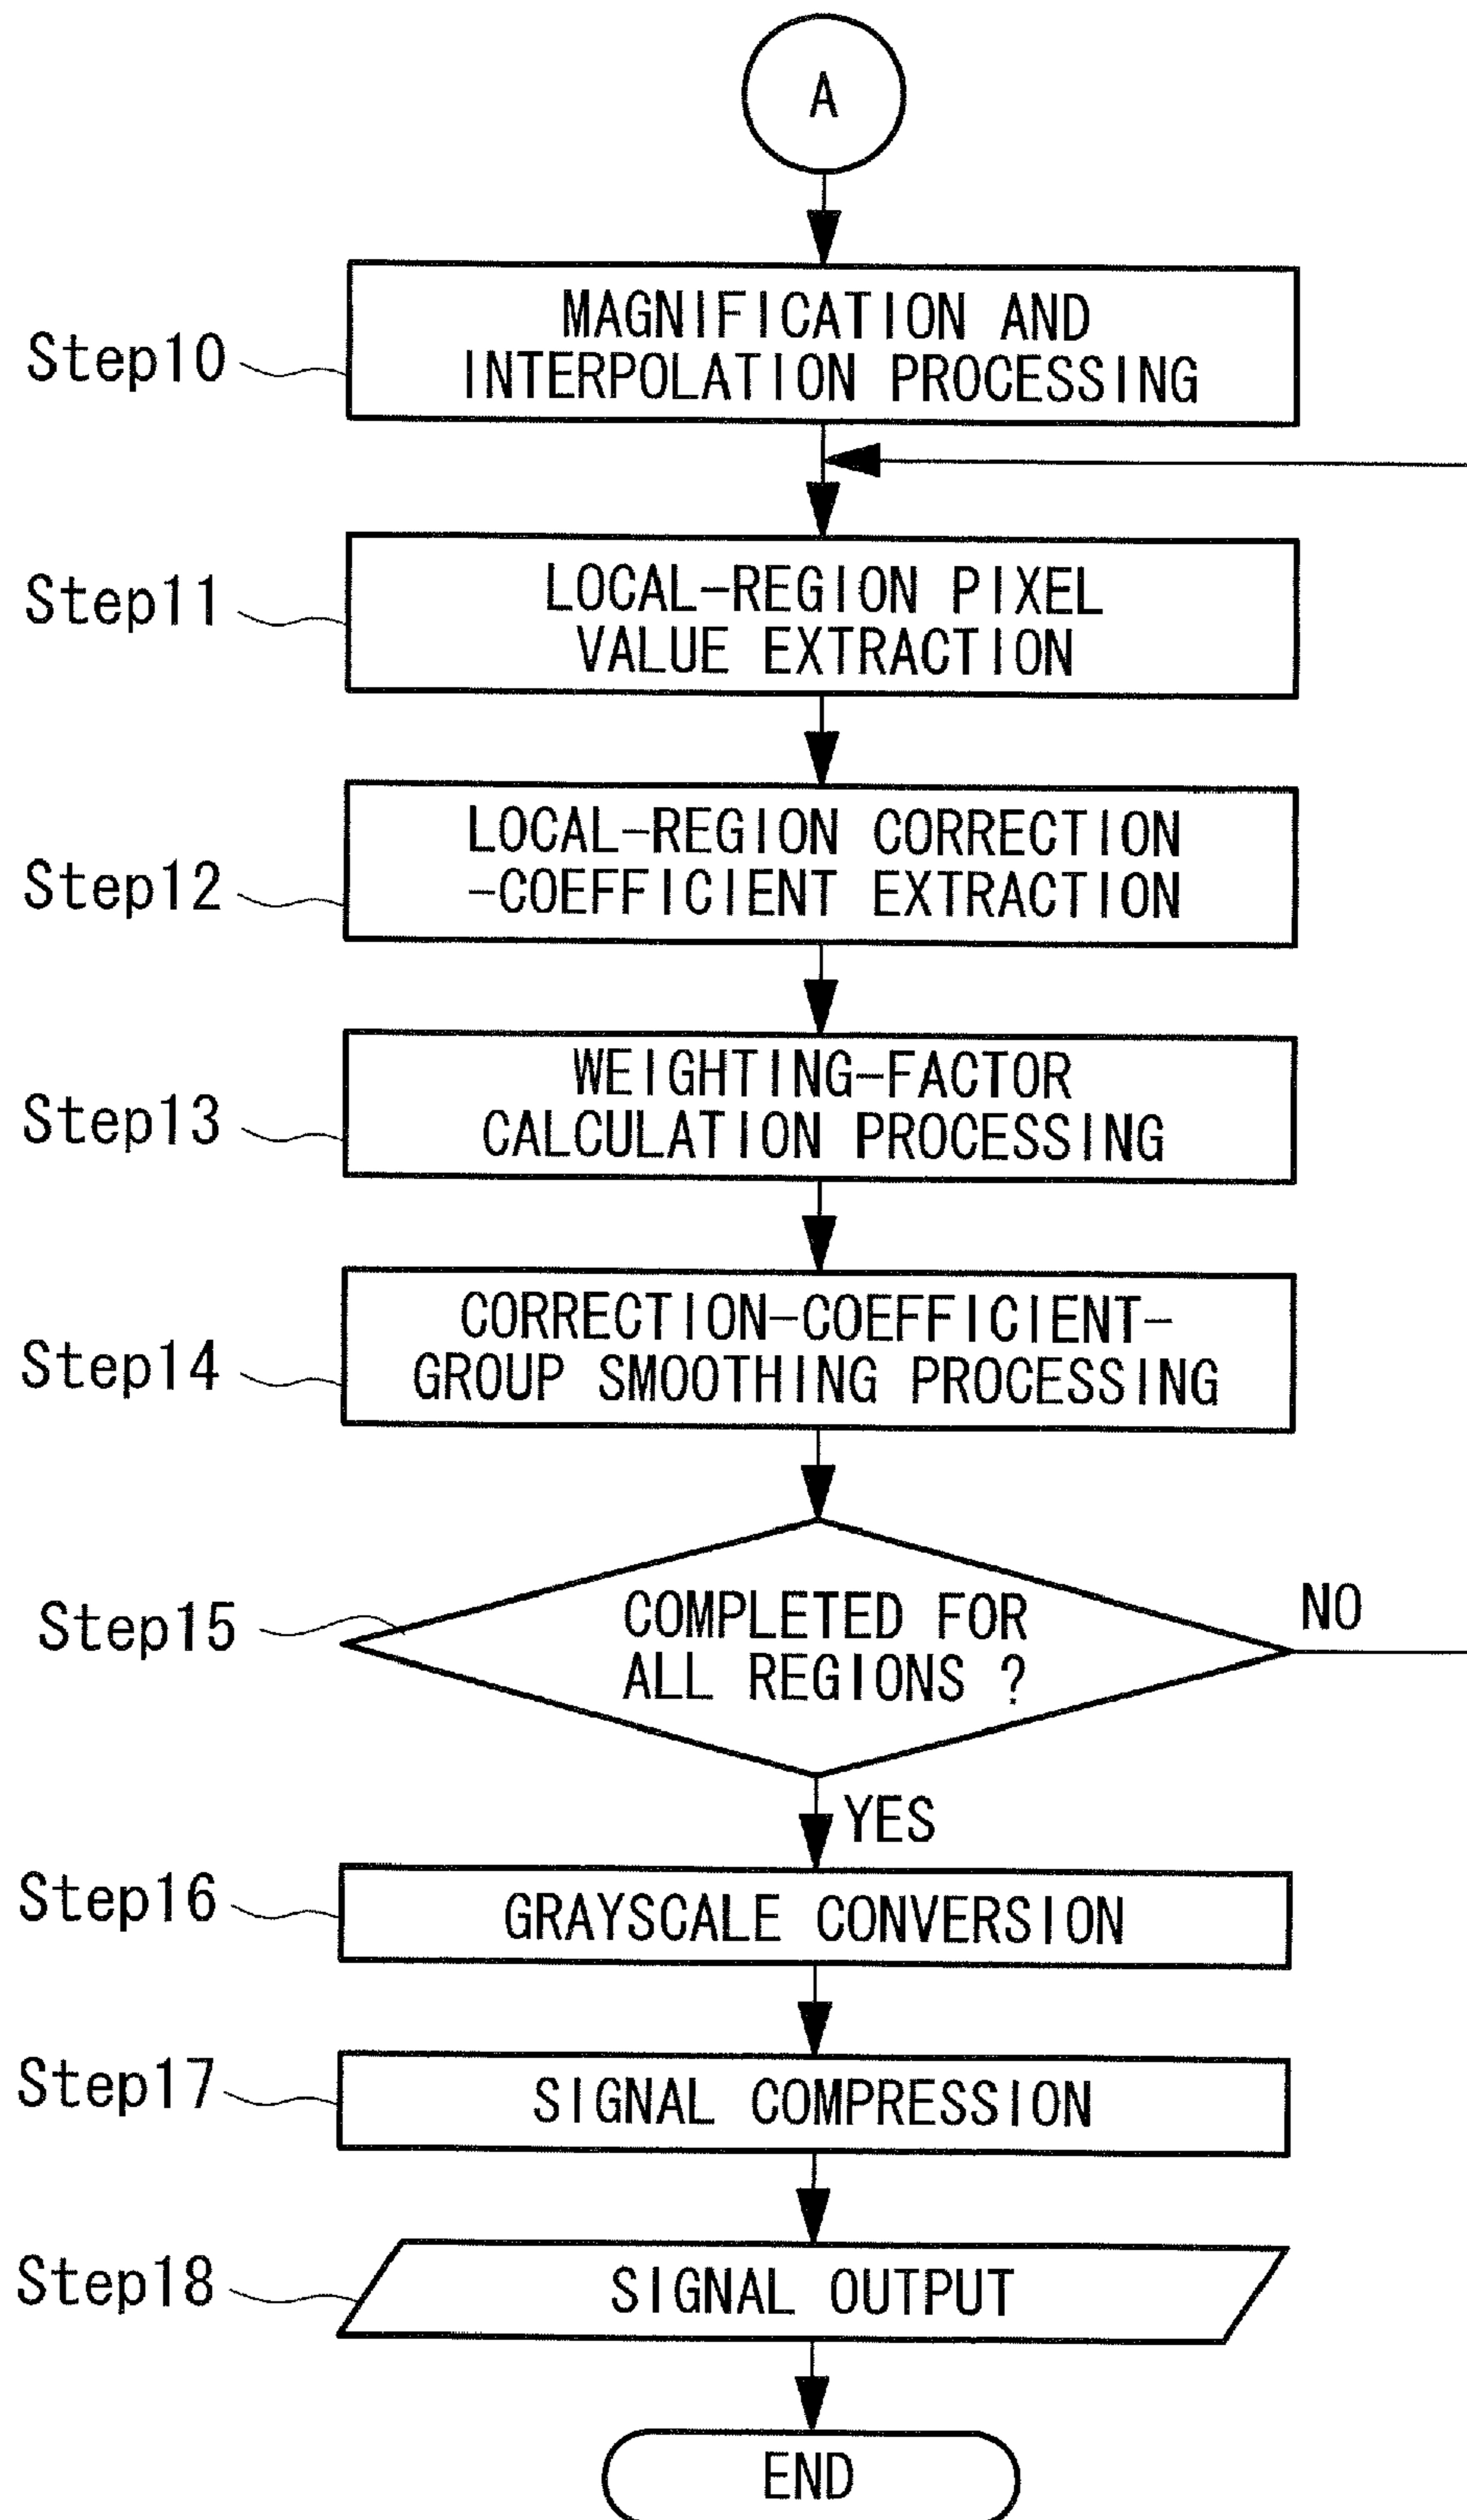 A
MAGNIFICATION AND
INTERPOLATION PROCESSING
Step10
LOCAL-REGION PIXEL
VALUE EXTRACTION
Step11
LOCAL-REGION CORRECTION
-COEFFICIENT EXTRACTION
Step12
WEIGHTING-FACTOR
CALCULATION PROCESSING
Step13
CORRECTION-COEFFICIENT-
GROUP SMOOTHING PROCESSING
Step14
COMPLETED FOR
ALL REGIONS ?
Step15
NO
YES
Step16
GRAYSCALE CONVERSION
Step17
SIGNAL COMPRESSION
Step18
SIGNAL OUTPUT
END